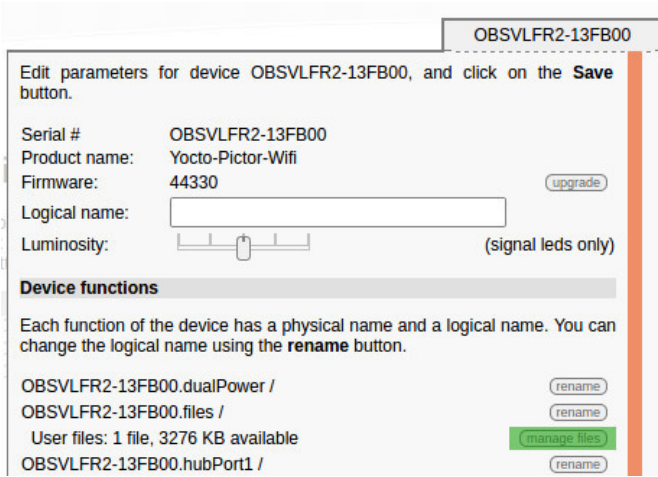 OBSVLFR2-13FB00
Edit parameters for device OBSVLFR2-13FB00, and click on the Save
button.
Serial # OBSVLFR2-13FB00
Product name: Yocto-Pictor-Wifi
Firmware: 44330 upgrade
Logical name:
Luminosity: (signal leds only)
Device functions
Each function of the device has a physical name and a logical name. You can
change the logical name using the rename button.
OBSVLFR2-13FB00.dualPower / rename
OBSVLFR2-13FB00.files / rename
User files: 1 file, 3276 KB available manage files
OBSVLFR2-13FB00.hubPort1 / rename